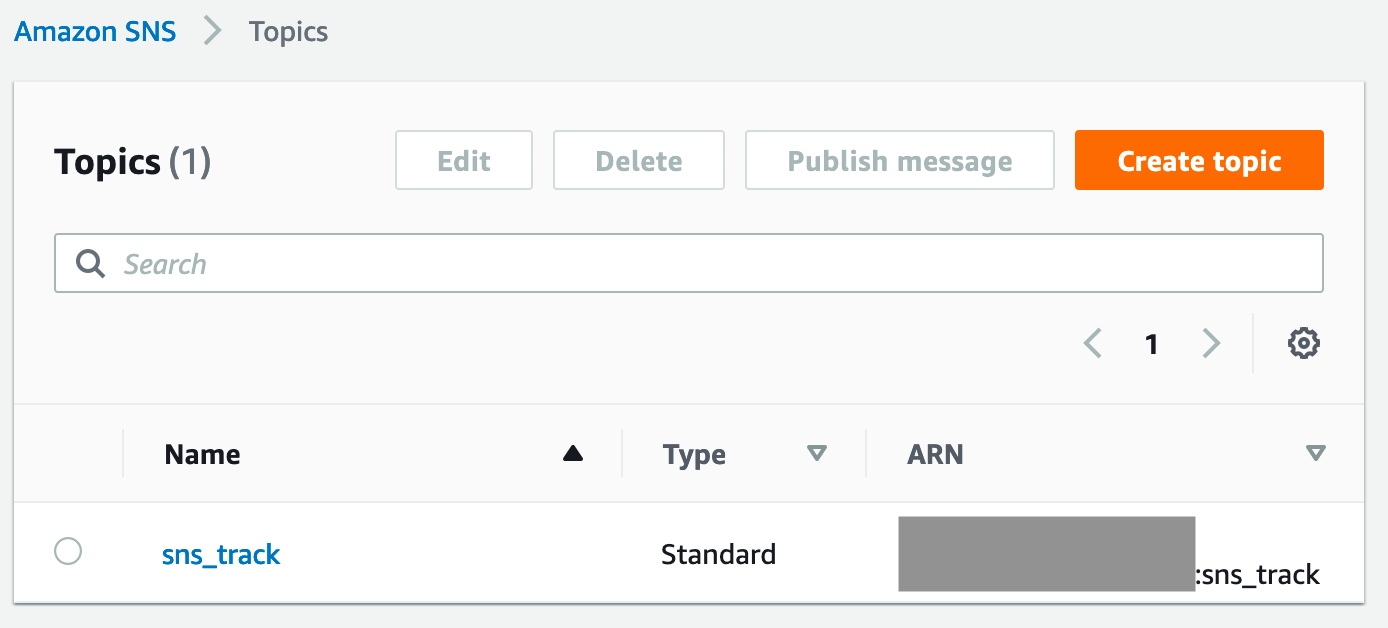 Amazon SNS Topics
Topics (1) Edit Delete Publish message Create topic
Search
1
Name Type ARN
sns_track Standard :sns_track